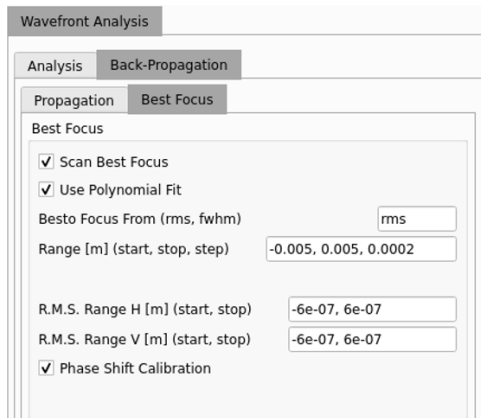 Wavefront Analysis
Analysis Back-Propagation
Propagation Best Focus
Best Focus
Scan Best Focus
Use Polynomial Fit
Besto Focus From (rms, fwhm) rms
Range [m] (start, stop, step) -0.005, 0.005, 0.0002
R.M.S. Range H [m] (start, stop) -6e-07, 6e-07
R.M.S. Range V [m] (start, stop) -6e-07, 6e-07
Phase Shift Calibration